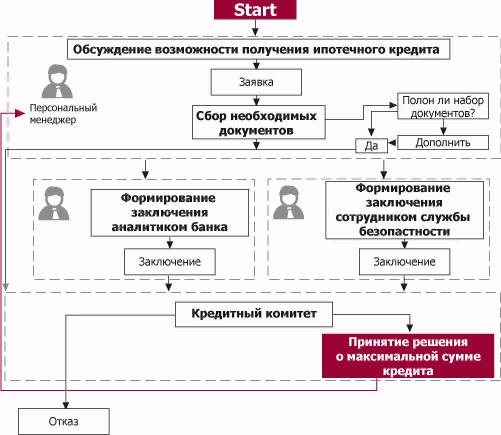 Start
Обсуждение возможности получения ипотечного кредита
Заявка
Персональный
менеджер
Сбор необходимых
документов
Полон ли набор
документов?
Да
Дополнить
Формирование
заключения
аналитиком банка
Формирование
заключения
сотрудником службы
безопастности
Заключение
Заключение
Кредитный комитет
Принятие решения
о максимальной сумме
кредита
Отказ